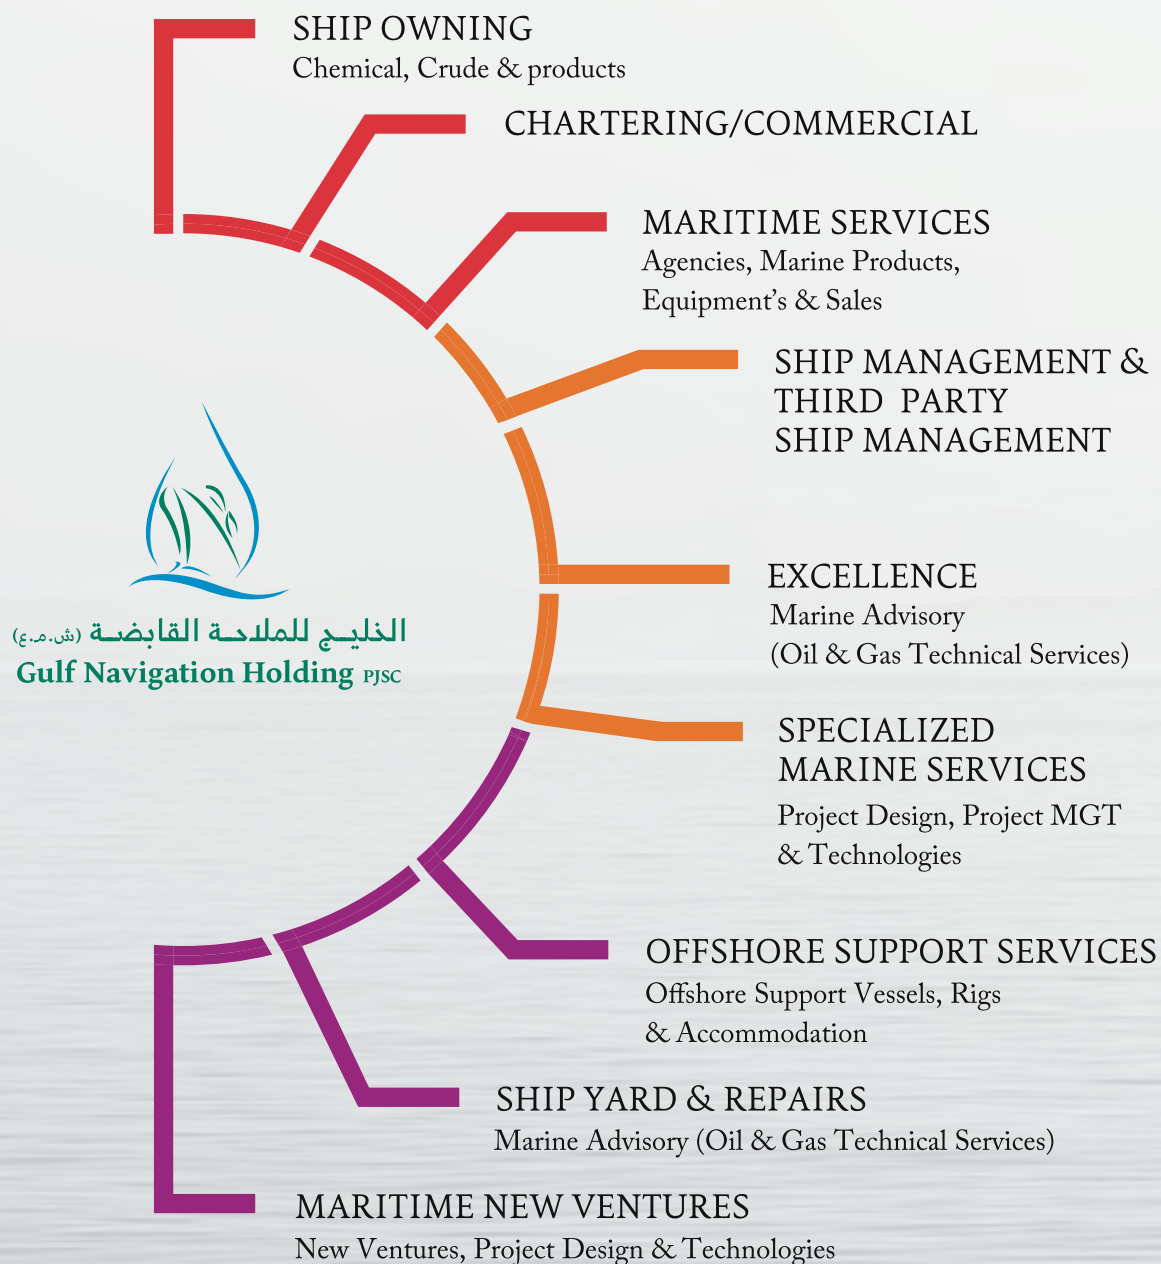 SHIP OWNING
Chemical, Crude & products
CHARTERING/COMMERCIAL
MARITIME SERVICES
Agencies, Marine Products,
Equipment’s & Sales
SHIP MANAGEMENT &
THIRD PARTY
SHIP MANAGEMENT
EXCELLENCE
Marine Advisory
(Oil & Gas Technical Services)
الخليج للملاحة القابضة (ش.م.ع)
Gulf Navigation Holding PJSC
SPECIALIZED
MARINE SERVICES
Project Design, Project MGT
& Technologies
OFFSHORE SUPPORT SERVICES
Offshore Support Vessels, Rigs
& Accommodation
SHIP YARD & REPAIRS
Marine Advisory (Oil & Gas Technical Services)
MARITIME NEW VENTURES
New Ventures, Project Design & Technologies